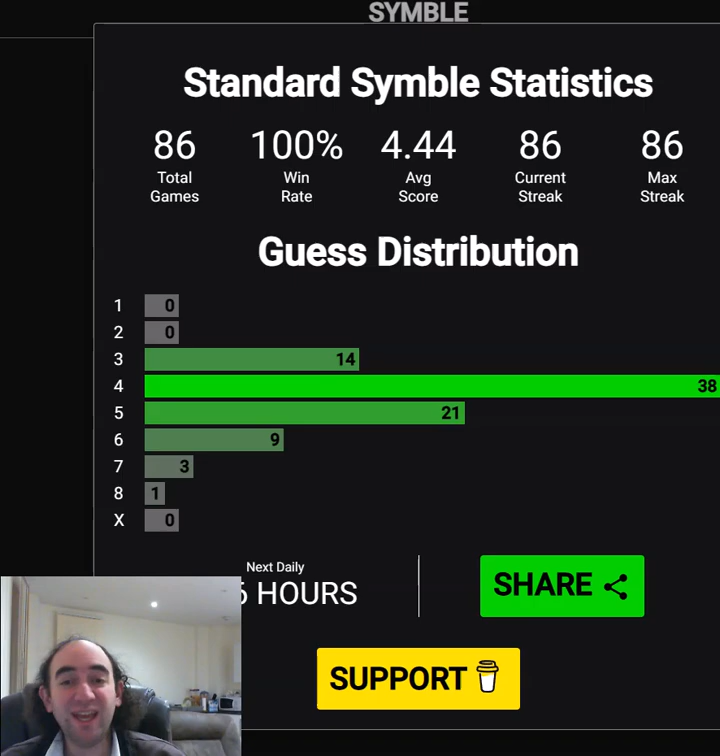 SYMBLE
Standard Symble Statistics
86 100% 4.44 86 86
Total Win Avg Current Max
Games Rate Score Streak Streak
Guess Distribution
1 0
2 0
3 14
4 38
5 21
6 9
7 3
8 1
X 0
Next Daily
HOURS
SHARE
SUPPORT